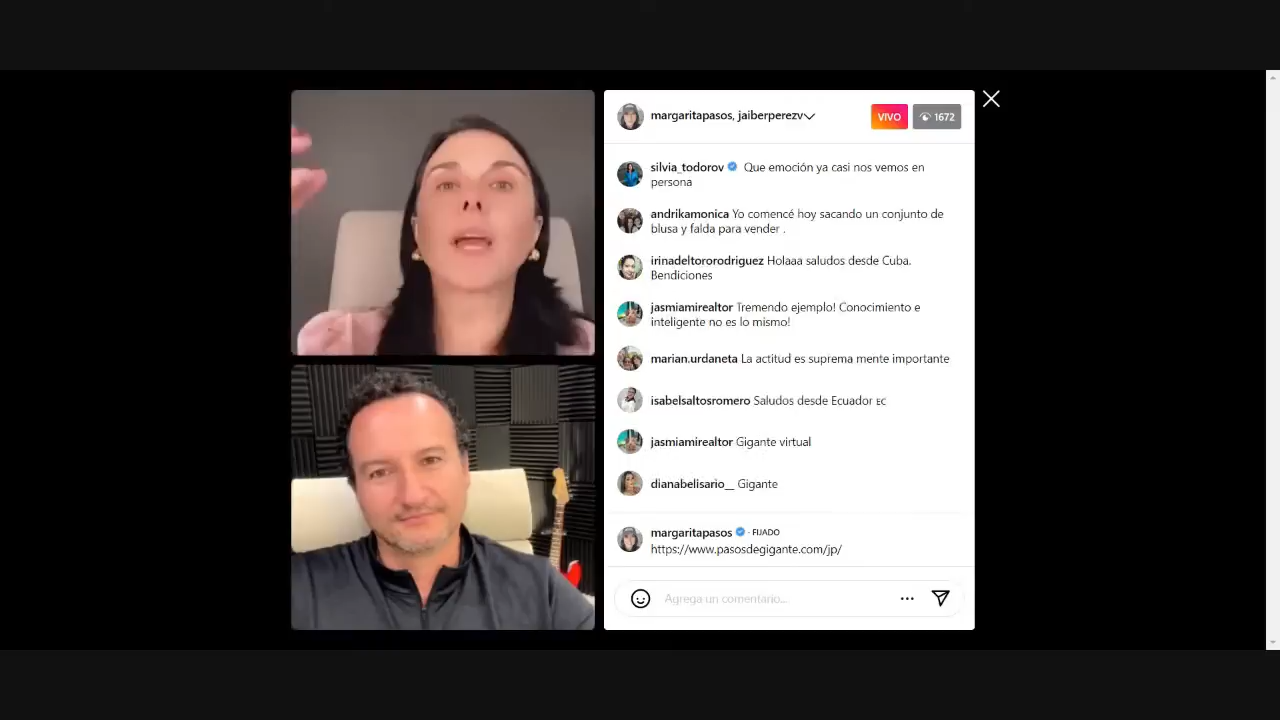 margaritapasos, jaiberperezv
VIVO
1672
silvia_todorov Que emoción ya casi nos vemos en
persona
andrikamonica Yo comencé hoy sacando un conjunto de
blusa y falda para vender .
irinadeltororodriguez Holaaa saludos desde Cuba.
Bendiciones
jasmiamirealtor Tremendo ejemplo! Conocimiento e
inteligente no es lo mismo!
marian.urdaneta La actitud es suprema mente importante
isabelsaltosromero Saludos desde Ecuador EC
jasmiamirealtor Gigante virtual
dianabelisario__ Gigante
margaritapasos · FIJADO
https://www.pasosdegigante.com/jp/
Agrega un comentario...